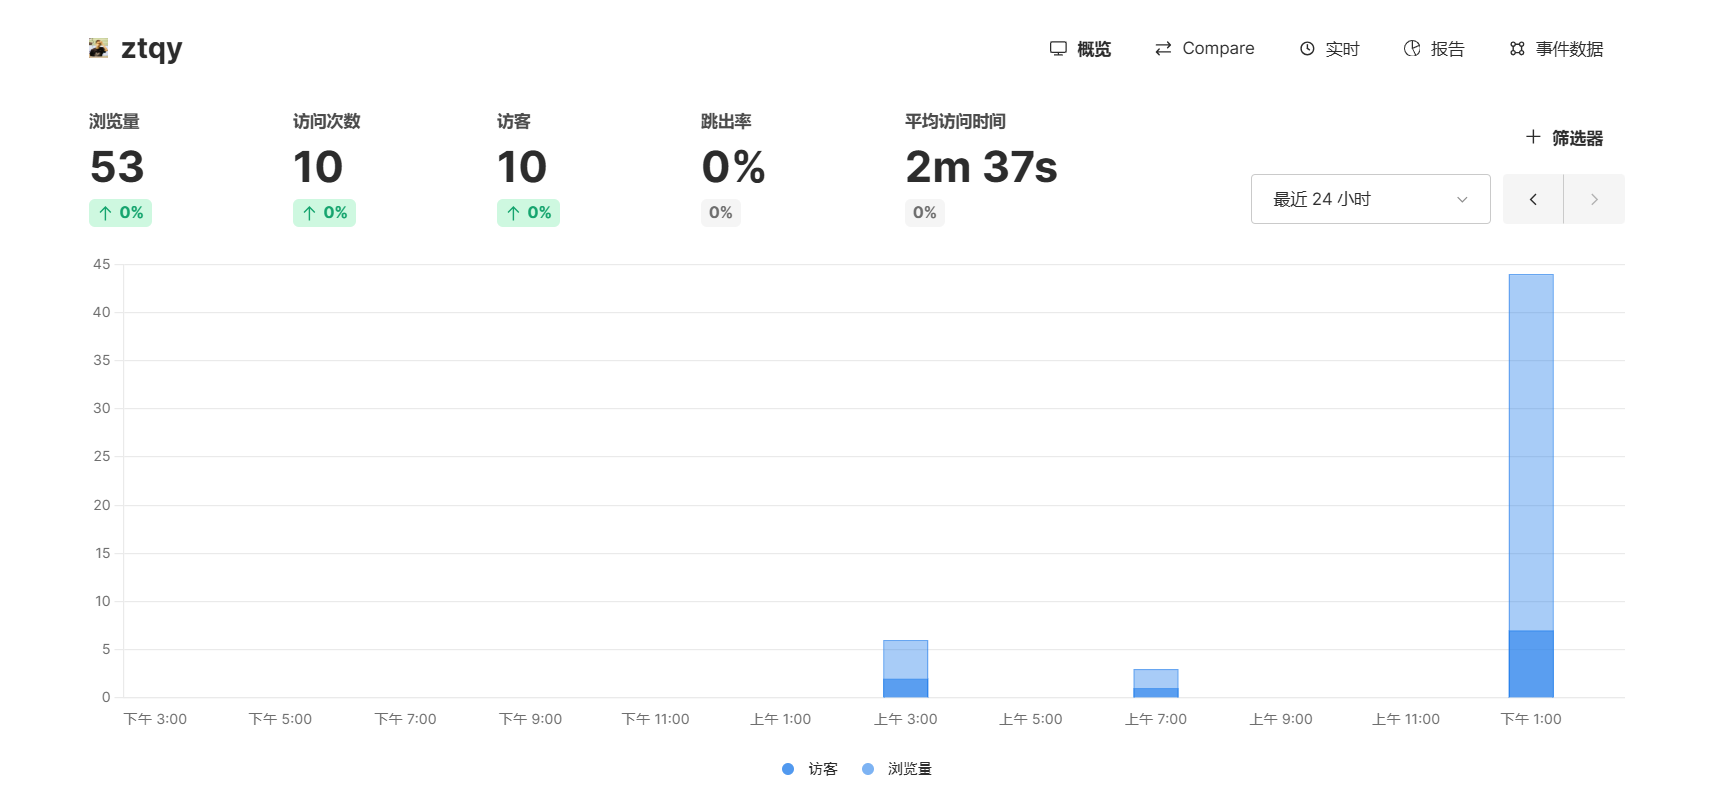 ztqy
概览
Compare
实时
报告
事件数据
浏览量
53
0%
访问次数
10
0%
访客
10
0%
跳出率
0%
0%
平均访问时间
2m 37s
0%
筛选器
最近 24 小时
45
40
35
30
25
20
15
10
5
0
下午 3:00
下午 5:00
下午 7:00
下午 9:00
下午 11:00
上午 1:00
上午 3:00
上午 5:00
上午 7:00
上午 9:00
上午 11:00
下午 1:00
访客
浏览量